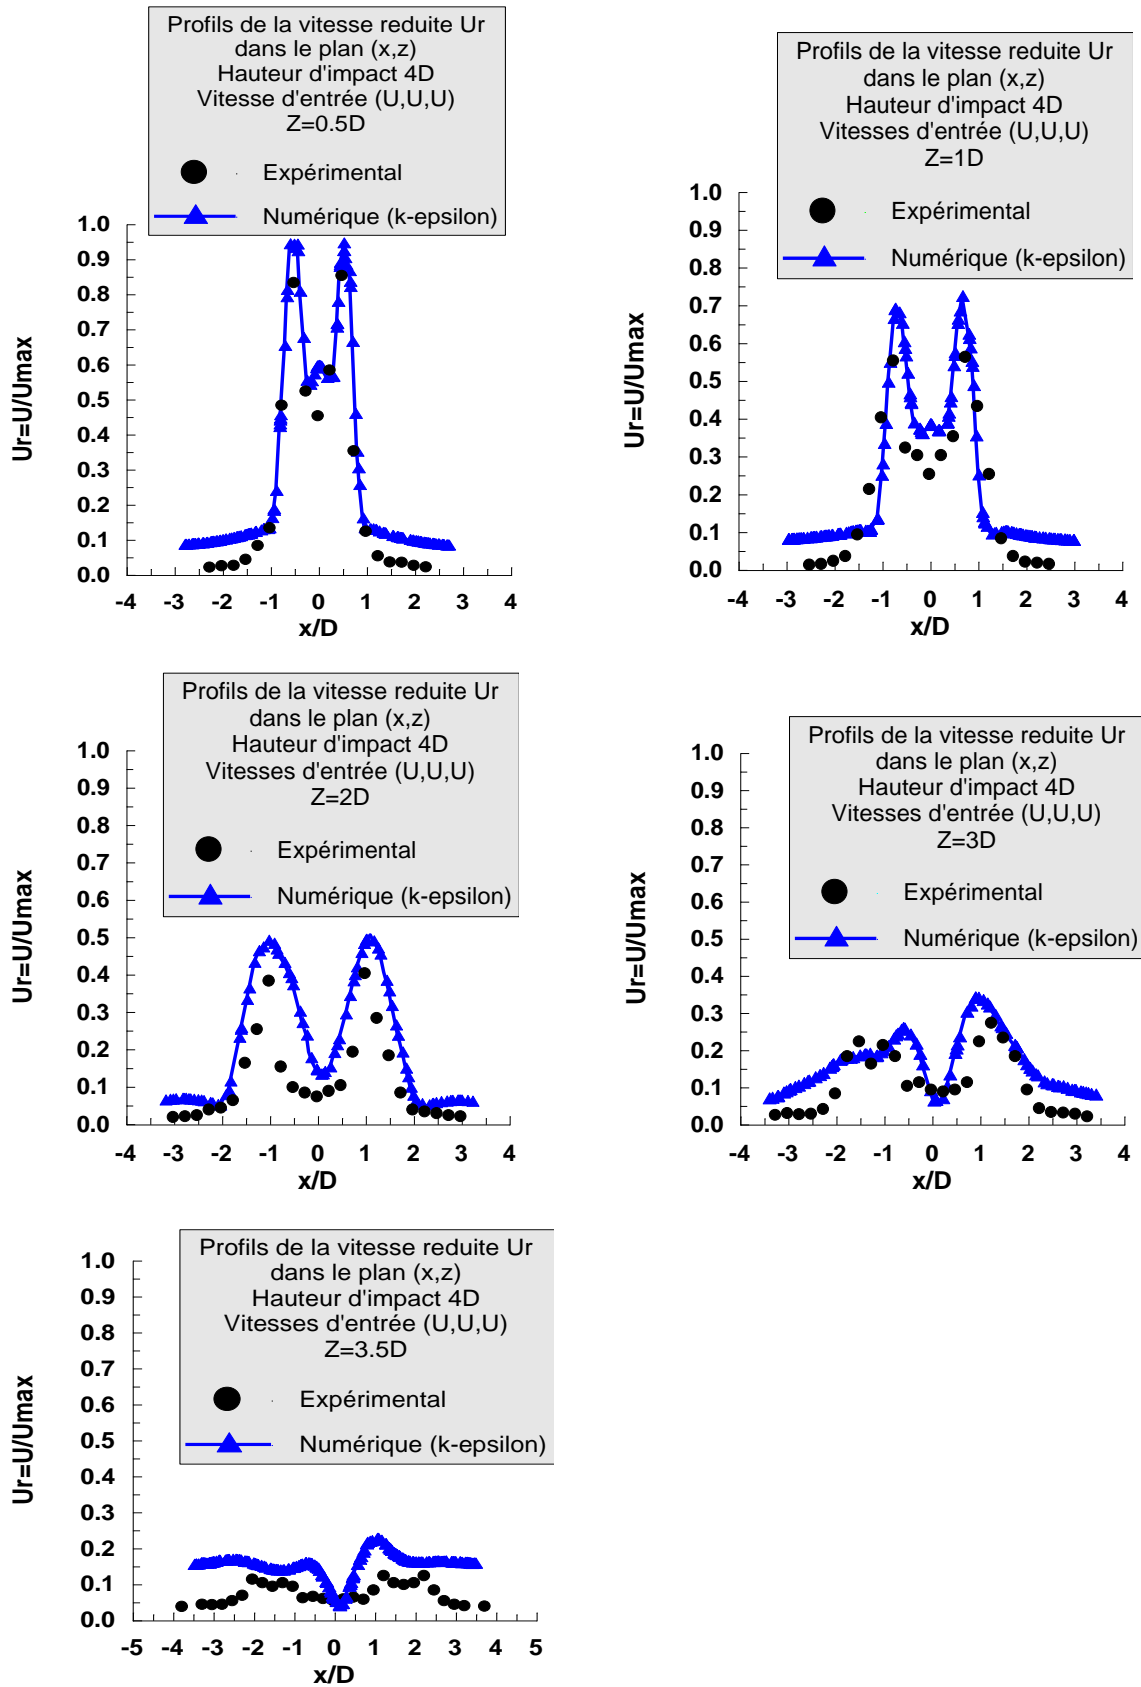 Profils de la vitesse reduite Ur
dans le plan (x,z)
Hauteur d'impact 4D
Vitesse d'entrée (U,U,U)
Z=0.5D
Expérimental
Numérique (k-epsilon)
1.0
0.9
0.8
0.7
0.6
0.5
0.4
0.3
0.2
0.1
0.0
Ur=U/Umax
-4 -3 -2 -1 0 1 2 3 4
x/D
Profils de la vitesse reduite Ur
dans le plan (x,z)
Hauteur d'impact 4D
Vitesses d'entrée (U,U,U)
Z=1D
Expérimental
Numérique (k-epsilon)
1.0
0.9
0.8
0.7
0.6
0.5
0.4
0.3
0.2
0.1
0.0
Ur=U/Umax
-4 -3 -2 -1 0 1 2 3 4
x/D
Profils de la vitesse reduite Ur
dans le plan (x,z)
Hauteur d'impact 4D
Vitesses d'entrée (U,U,U)
Z=2D
Expérimental
Numérique (k-epsilon)
1.0
0.9
0.8
0.7
0.6
0.5
0.4
0.3
0.2
0.1
0.0
Ur=U/Umax
-4 -3 -2 -1 0 1 2 3 4
x/D
Profils de la vitesse reduite Ur
dans le plan (x,z)
Hauteur d'impact 4D
Vitesses d'entrée (U,U,U)
Z=3D
Expérimental
Numérique (k-epsilon)
1.0
0.9
0.8
0.7
0.6
0.5
0.4
0.3
0.2
0.1
0.0
Ur=U/Umax
-4 -3 -2 -1 0 1 2 3 4
x/D
Profils de la vitesse reduite Ur
dans le plan (x,z)
Hauteur d'impact 4D
Vitesses d'entrée (U,U,U)
Z=3.5D
Expérimental
Numérique (k-epsilon)
1.0
0.9
0.8
0.7
0.6
0.5
0.4
0.3
0.2
0.1
0.0
Ur=U/Umax
-5 -4 -3 -2 -1 0 1 2 3 4 5
x/D